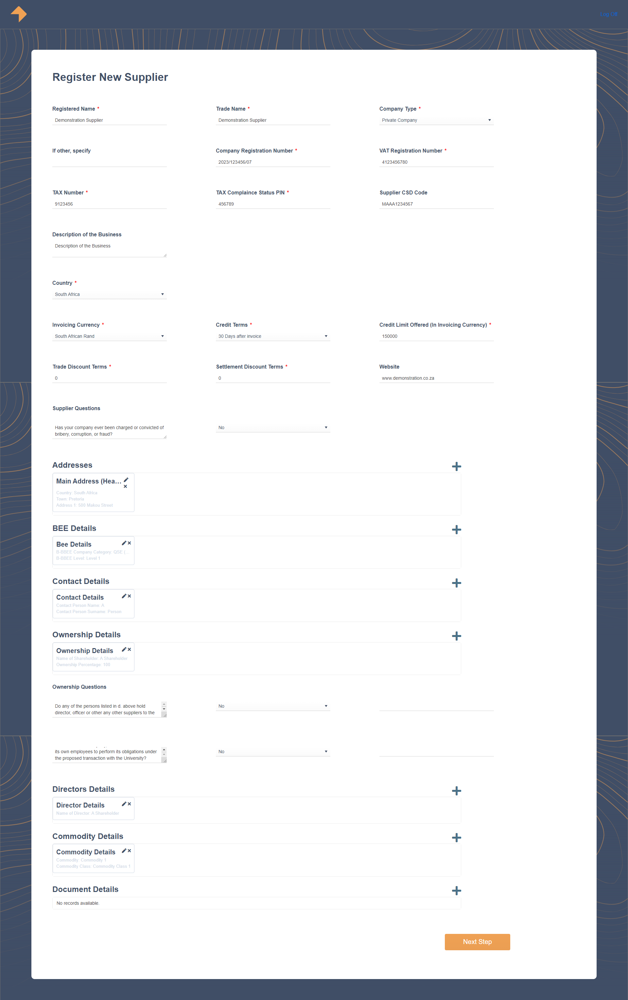 Log Off
Register New Supplier
Registered Name * Trade Name * Company Type *
Demonstration Supplier Demonstration Supplier Private Company
If other, specify Company Registration Number * VAT Registration Number *
2023/123456/07 4123456780
TAX Number * TAX Complaince Status PIN * Supplier CSD Code
9123456 456789 MAAA1234567
Description of the Business
Description of the Business
Country *
South Africa
Invoicing Currency * Credit Terms * Credit Limit Offered (In Invoicing Currency) *
South African Rand 30 Days after invoice 150000
Trade Discount Terms * Settlement Discount Terms * Website
0 0 www.demonstration.co.za
Supplier Questions
Has your company ever been charged or convicted of No
bribery, corruption, or fraud?
Addresses
Main Address (Hea...
Country: South Africa
Town: Pretoria
Address 1: 500 Makou Street
BEE Details
Bee Details
B-BBEE Company Category: QSE (...
B-BBEE Level: Level 1
Contact Details
Contact Details
Contact Person Name: A
Contact Person Surname: Person
Ownership Details
Ownership Details
Name of Shareholder: A Shareholder
Ownership Percentage: 100
Ownership Questions
Do any of the persons listed in d. above hold No
director, officer or other any other suppliers to the
its own employees to perform its obligations under No
the proposed transaction with the University?
Directors Details
Director Details
Name of Director: A Shareholder
Commodity Details
Commodity Details
Commodity: Commodity 1
Commodity Class: Commodity Class 1
Document Details
No records available.
Next Step